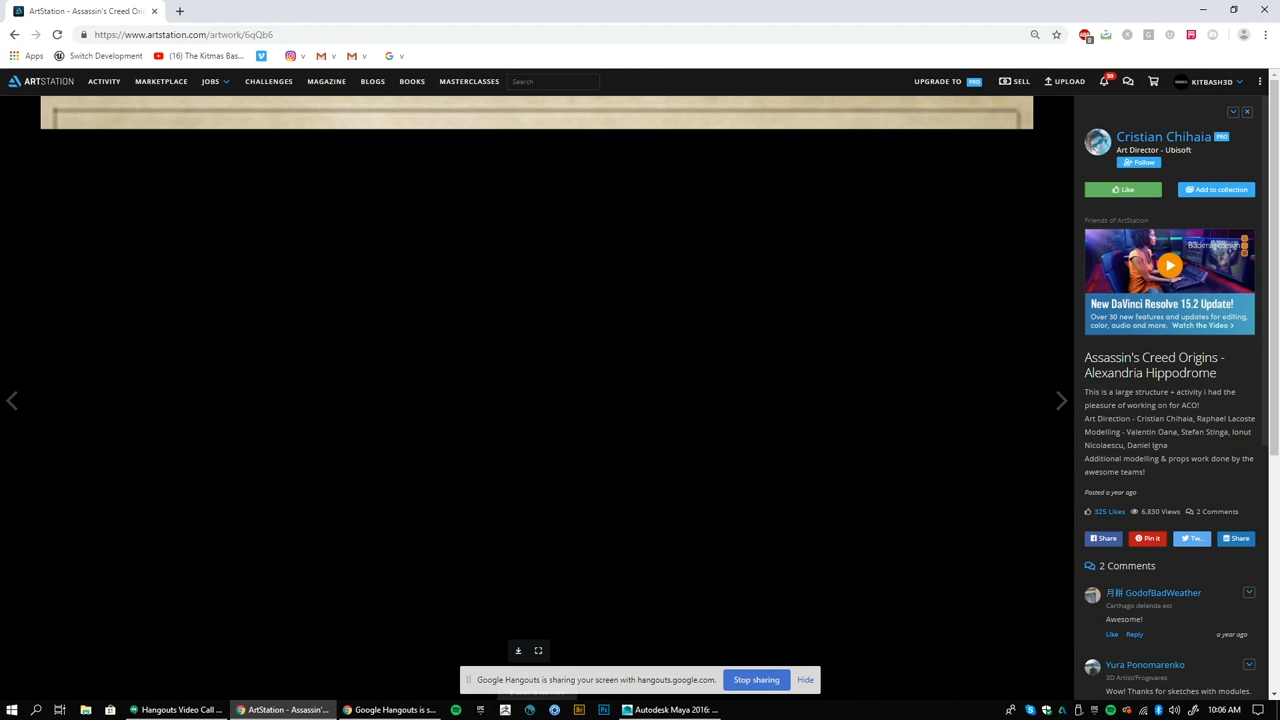 ArtStation - Assassin's Creed Orig
https://www.artstation.com/artwork/6qQb6
Apps
Switch Development
(16) The Kitmas Bas...
ARTSTATION
ACTIVITY
MARKETPLACE
JOBS
CHALLENGES
MAGAZINE
BLOGS
BOOKS
MASTERCLASSES
Search
UPGRADE TO PRO
SELL
UPLOAD
30
KITBASH3D
Cristian Chihaia PRO
Art Director - Ubisoft
Follow
Like
Add to collection
Friends of ArtStation
Blackmagicdesign
New DaVinci Resolve 15.2 Update!
Over 30 new features and updates for editing,
color, audio and more. Watch the Video >
Assassin's Creed Origins -
Alexandria Hippodrome
This is a large structure + activity i had the
pleasure of working on for ACO!
Art Direction - Cristian Chihaia, Raphael Lacoste
Modelling - Valentin Oana, Stefan Stinga, Ionut
Nicolaescu, Daniel Igna
Additional modelling & props work done by the
awesome teams!
Posted a year ago
325 Likes 6,830 Views 2 Comments
Share
Pin it
Tw...
Share
2 Comments
GodofBadWeather
Carthago delenda est
Awesome!
Like Reply a year ago
Yura Ponomarenko
3D Artist/Frogwares
Wow! Thanks for sketches with modules.
Google Hangouts is sharing your screen with hangouts.google.com.
Stop sharing
Hide
Hangouts Video Call ...
ArtStation - Assassin'...
Google Hangouts is s...
Autodesk Maya 2016: ...
10:06 AM